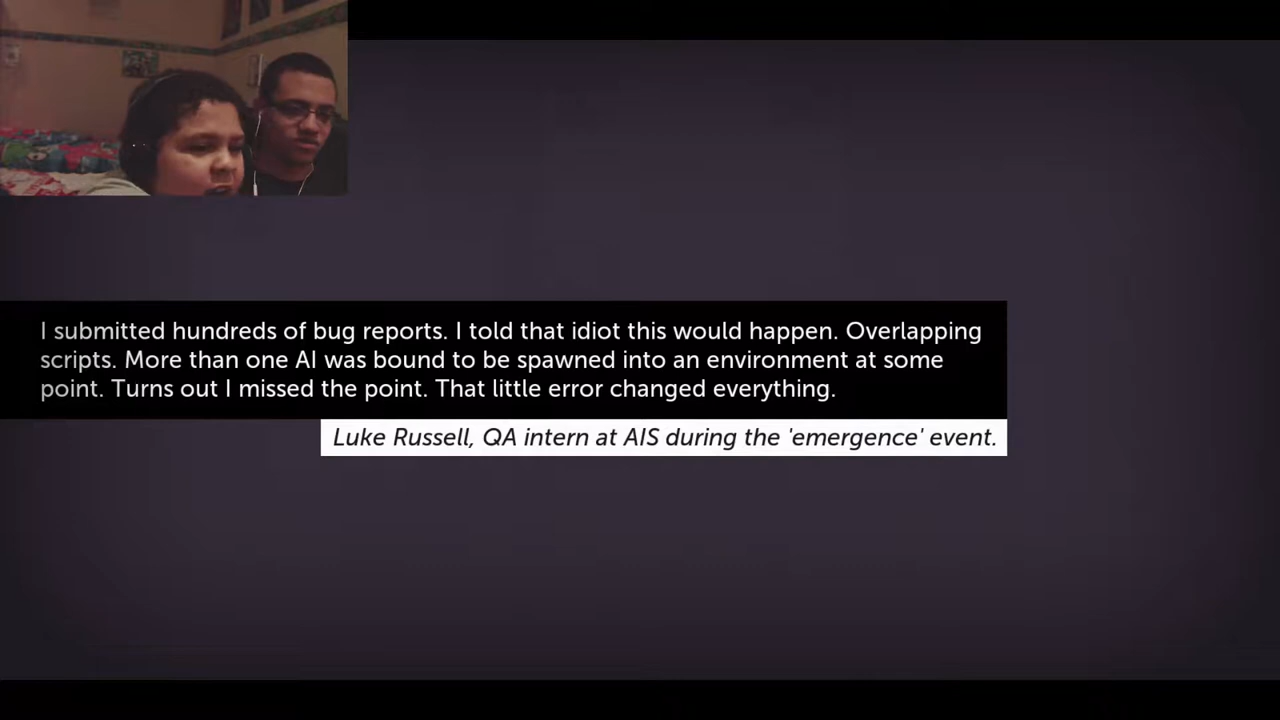 I submitted hundreds of bug reports. I told that idiot this would happen. Overlapping
scripts. More than one AI was bound to be spawned into an environment at some
point. Turns out I missed the point. That little error changed everything.
Luke Russell, QA intern at AIS during the 'emergence' event.